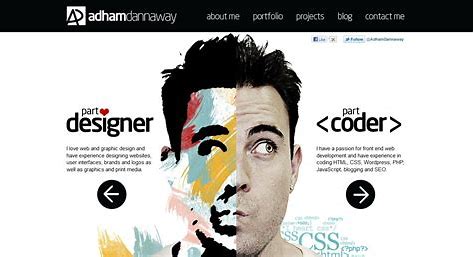 adhamdannaway
about me portfolio projects blog contact me
Like
Follow @AdhamDannaway
part
designer
I love web and graphic design and
have experience designing websites,
user interfaces, brands and logos as
well as graphics and print media.
part
<coder>
I have a passion for front end web
development and have experience in
coding HTML, CSS, Wordpress, PHP,
JavaScript, blogging and SEO.
CSS
CSS